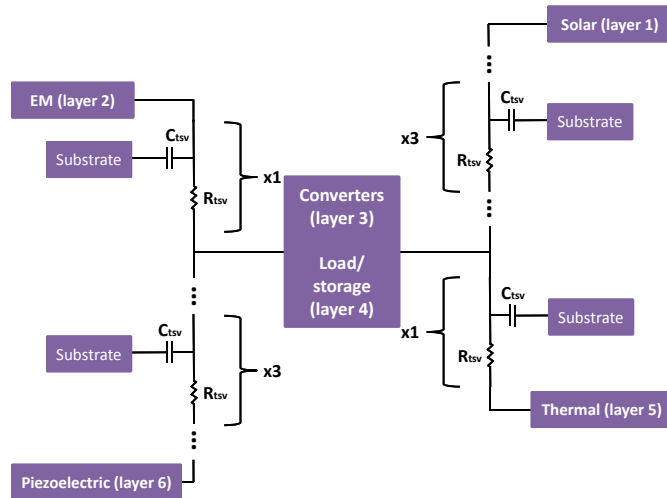 Solar (layer 1)
EM (layer 2)
Ctsv
Substrate
Rtsv
x1
Ctsv
Substrate
x3
Rtsv
Converters
(layer 3)
Load/
storage
(layer 4)
Ctsv
Substrate
Rtsv
x3
Ctsv
Substrate
x1
Rtsv
Thermal (layer 5)
Piezoelectric (layer 6)